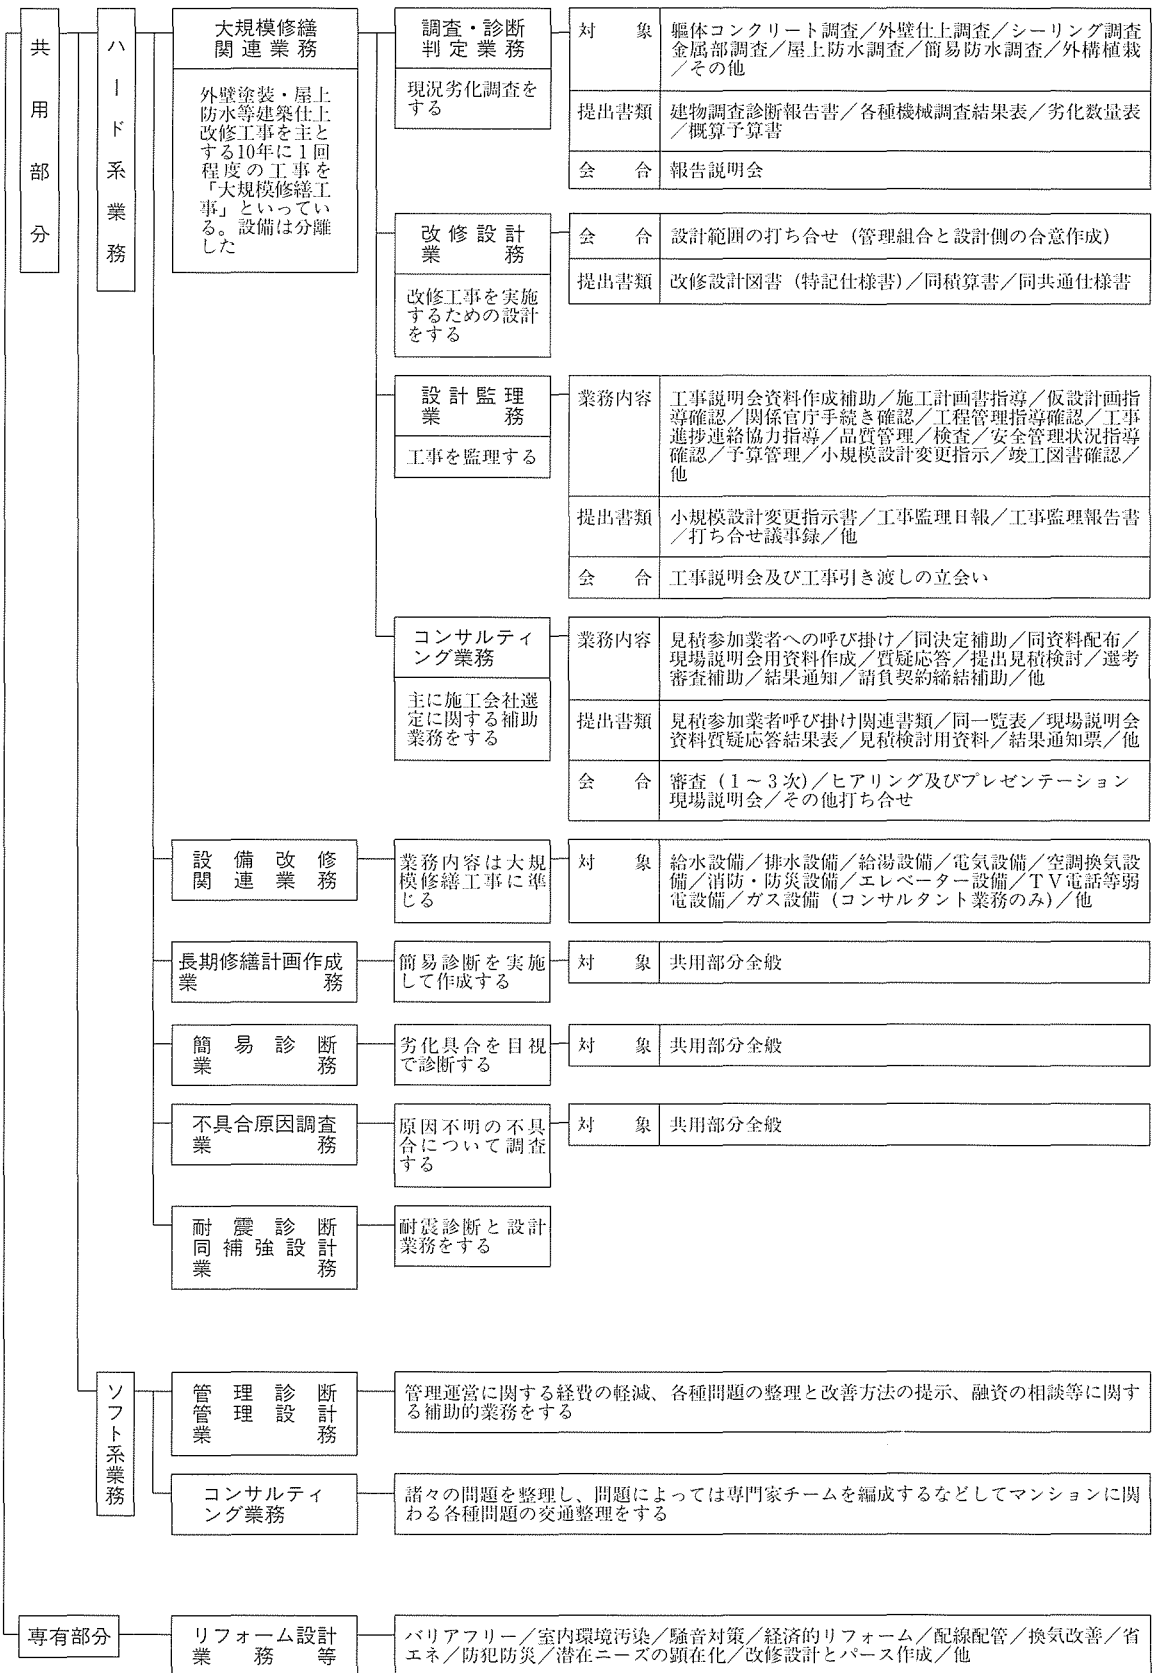 共用部分
ハード系業務
大規模修繕
関連業務
外壁塗装・屋上
防水等建築仕上
改修工事を主と
する10年に1回
程度の工事を
「大規模修繕工
事」といってい
る。設備は分離
した
調査・診断
判定業務
現況劣化調査を
する
対象
軀体コンクリート調査／外壁仕上調査／シーリング調査
金属部調査／屋上防水調査／簡易防水調査／外構植栽
／その他
提出書類
建物調査診断報告書／各種機械調査結果表／劣化数量表
／概算予算書
会合
報告説明会
改修設計
業務
改修工事を実施
するための設計
をする
会合
設計範囲の打ち合せ（管理組合と設計側の合意作成）
提出書類
改修設計図書（特記仕様書）／同積算書／同共通仕様書
設計監理
業務
工事を監理する
業務内容
工事説明会資料作成補助／施工計画書指導／仮設計画指
導確認／関係官庁手続き確認／工程管理指導確認／工事
進捗連絡協力指導／品質管理／検査／安全管理状況指導
確認／予算管理／小規模設計変更指示／竣工図書確認／
他
提出書類
小規模設計変更指示書／工事監理日報／工事監理報告書
／打ち合せ議事録／他
会合
工事説明会及び工事引き渡しの立会い
コンサルティ
ング業務
主に施工会社選
定に関する補助
業務をする
業務内容
見積参加業者への呼び掛け／同決定補助／同資料配布／
現場説明会用資料作成／質疑応答／提出見積検討／選考
審査補助／結果通知／請負契約締結補助／他
提出書類
見積参加業者呼び掛け関連書類／同一覧表／現場説明会
資料質疑応答結果表／見積検討用資料／結果通知票／他
会合
審査（1～3次）／ヒアリング及びプレゼンテーション
現場説明会／その他打ち合せ
設備改修
関連業務
業務内容は大規
模修繕工事に準
じる
対象
給水設備／排水設備／給湯設備／電気設備／空調換気設
備／消防・防災設備／エレベーター設備／TV電話等弱
電設備／ガス設備（コンサルタント業務のみ）／他
長期修繕計画作成
業務
簡易診断を実施
して作成する
対象
共用部分全般
簡易診断
業務
劣化具合を目視
で診断する
対象
共用部分全般
不具合原因調査
業務
原因不明の不具
合について調査
する
対象
共用部分全般
耐震診断
同補強設計
業務
耐震診断と設計
業務をする
ソフト系業務
管理診断
管理設計
業務
管理運営に関する経費の軽減、各種問題の整理と改善方法の提示、融資の相談等に関す
る補助的業務をする
コンサルティ
ング業務
諸々の問題を整理し、問題によっては専門家チームを編成するなどしてマンションに関
わる各種問題の交通整理をする
専有部分
リフォーム設計
業務等
バリアフリー／室内環境汚染／騒音対策／経済的リフォーム／配線配管／換気改善／省
エネ／防犯防災／潜在ニーズの顕在化／改修設計とパース作成／他